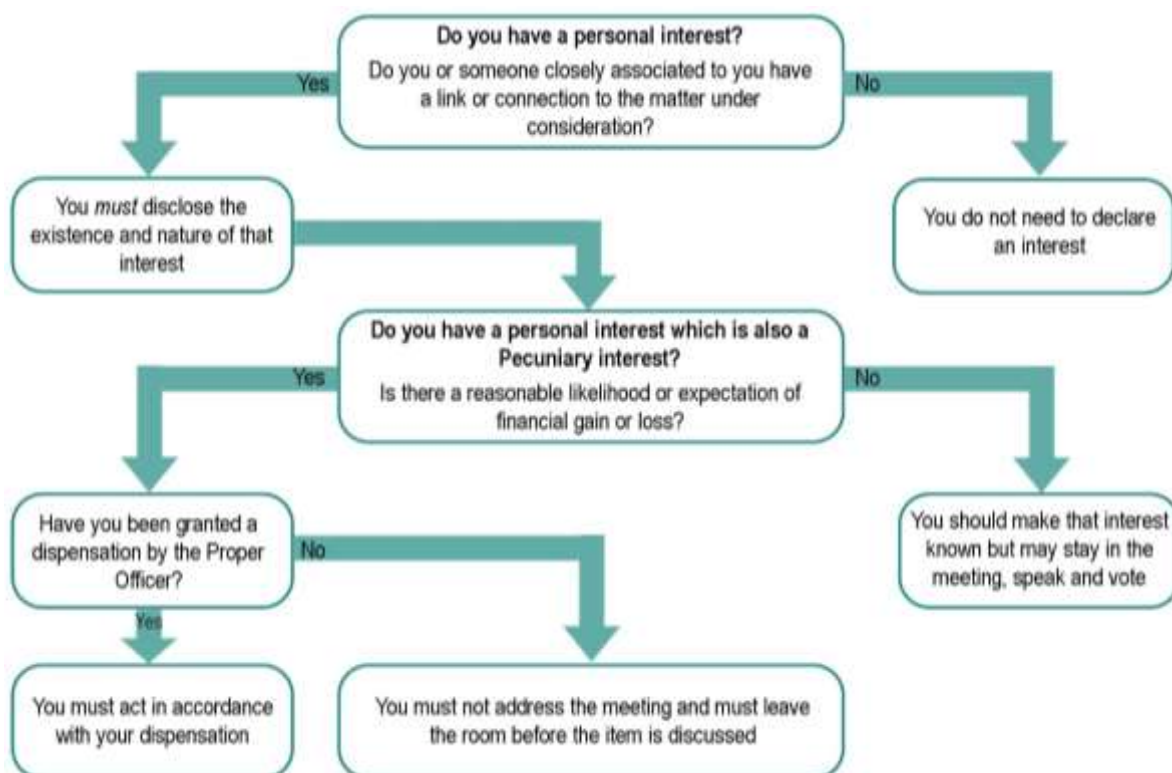 Do you have a personal interest?
Do you or someone closely associated to you have
a link or connection to the matter under
consideration?
Yes
No
You must disclose the
existence and nature of that
interest
You do not need to declare
an interest
Do you have a personal interest which is also a
Pecuniary interest?
Is there a reasonable likelihood or expectation of
financial gain or loss?
Yes
No
Have you been granted a
dispensation by the Proper
Officer?
No
You should make that interest
known but may stay in the
meeting, speak and vote
Yes
You must act in accordance
with your dispensation
You must not address the meeting and must leave
the room before the item is discussed